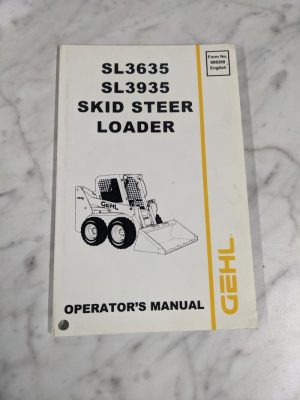 SL3635
SL3935
SKID STEER
LOADER
Form No
English
GEHL
OPERATOR'S MANUAL
GEHL